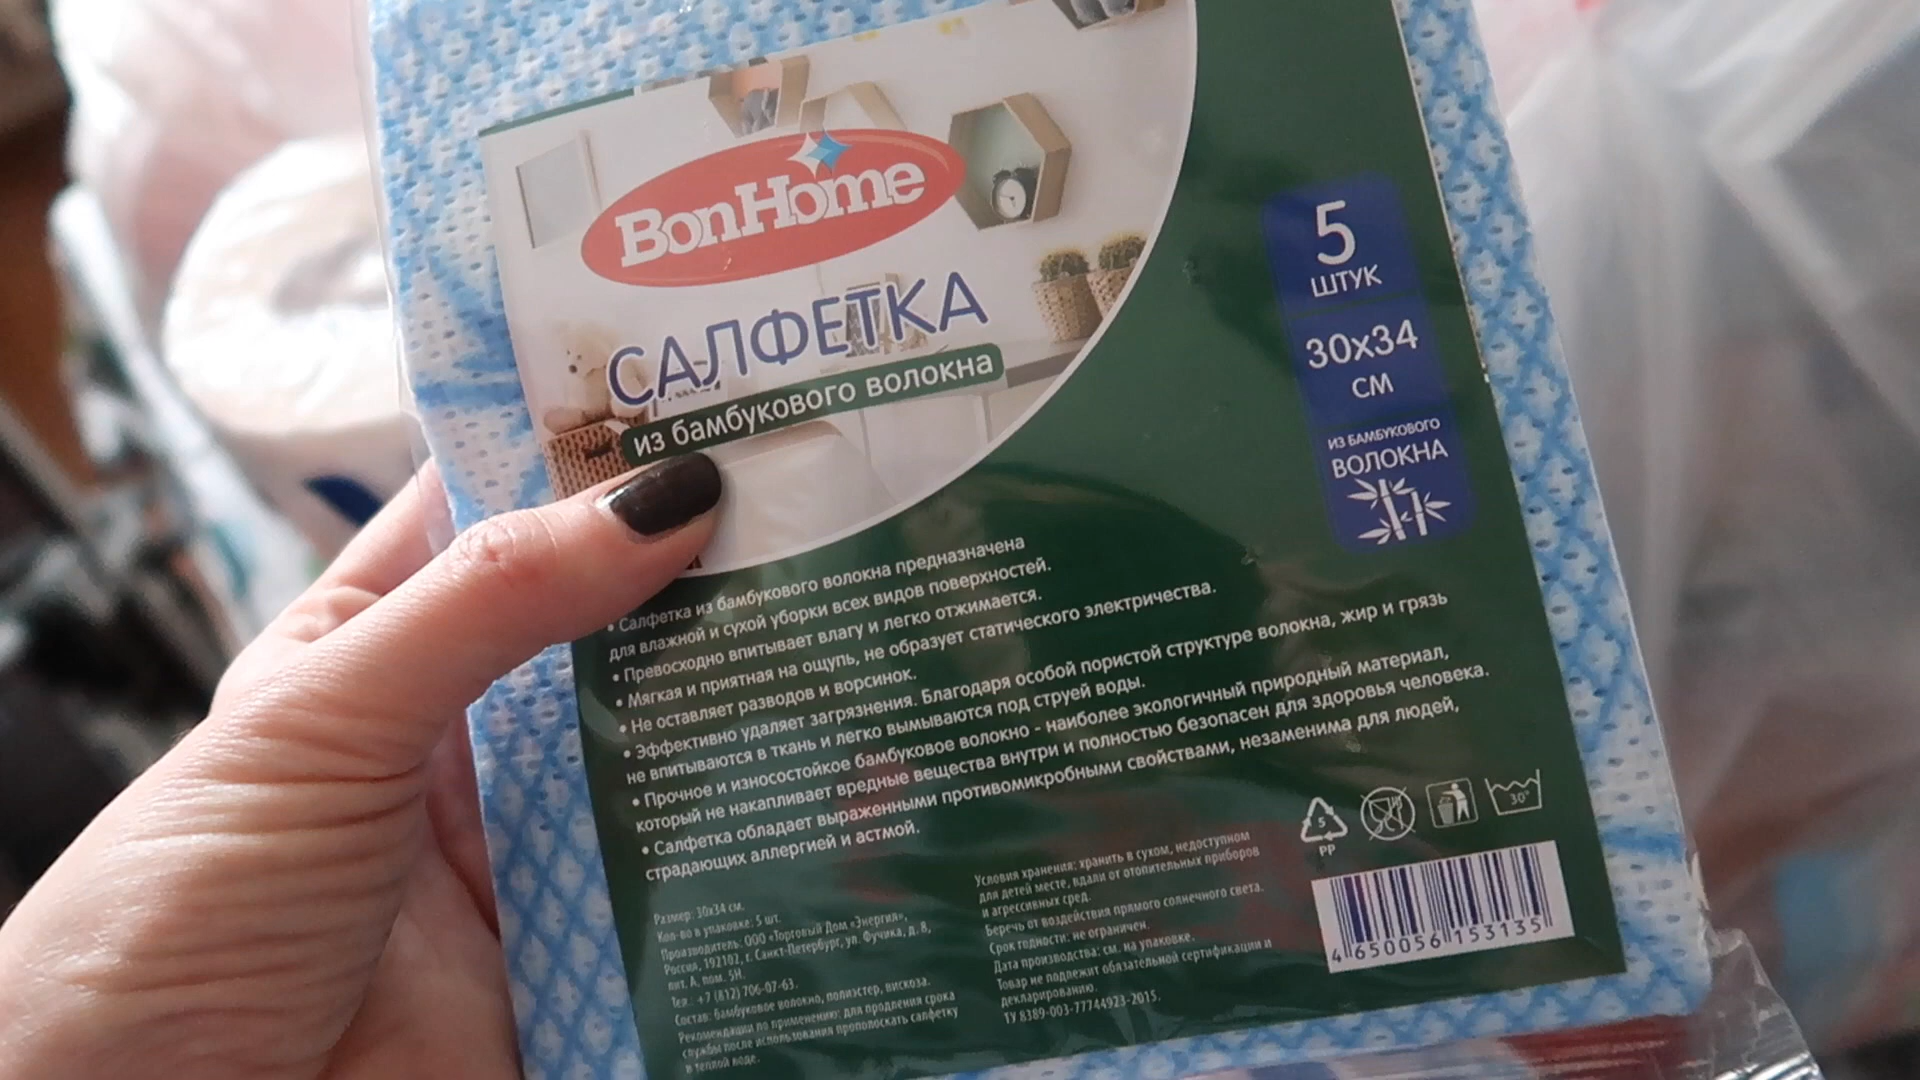 BonHome
САЛФЕТКА
из бамбукового волокна
5
ШТУК
30х34
СМ
ИЗ БАМБУКОВОГО
ВОЛОКНА
• Салфетка из бамбукового волокна предназначена
для влажной и сухой уборки всех видов поверхностей.
• Превосходно впитывает влагу и легко отжимается.
• Мягкая и приятная на ощупь, не образует статического электричества.
• Не оставляет разводов и ворсинок.
• Эффективно удаляет загрязнения. Благодаря особой пористой структуре волокна, жир и грязь
не впитываются в ткань и легко вымываются под струей воды.
• Прочное и износостойкое бамбуковое волокно - наиболее экологичный природный материал,
который не накапливает вредные вещества внутри и полностью безопасен для здоровья человека.
• Салфетка обладает выраженными противомикробными свойствами, незаменима для людей,
страдающих аллергией и астмой.
Размер: 30х34 см.
Кол-во в упаковке: 5 шт.
Производитель: ООО «Торговый Дом «Энергия»,
Россия, 192102, г. Санкт-Петербург, ул. Фучика, д. 8,
лит. А, пом. 5Н.
Тел.: +7 (812) 706-07-63.
Состав: бамбуковое волокно, полиэстер, вискоза.
Рекомендации по применению: для продления срока
службы после использования прополоскать салфетку
в теплой воде.
Условия хранения: хранить в сухом, недоступном
для детей месте, вдали от отопительных приборов
и агрессивных сред.
Беречь от воздействия прямого солнечного света.
Срок годности: не ограничен.
Дата производства: см. на упаковке.
Товар не подлежит обязательной сертификации и
декларированию.
ТУ 8389-003-77744923-2015.
5
PP
30°
4 650056 153135